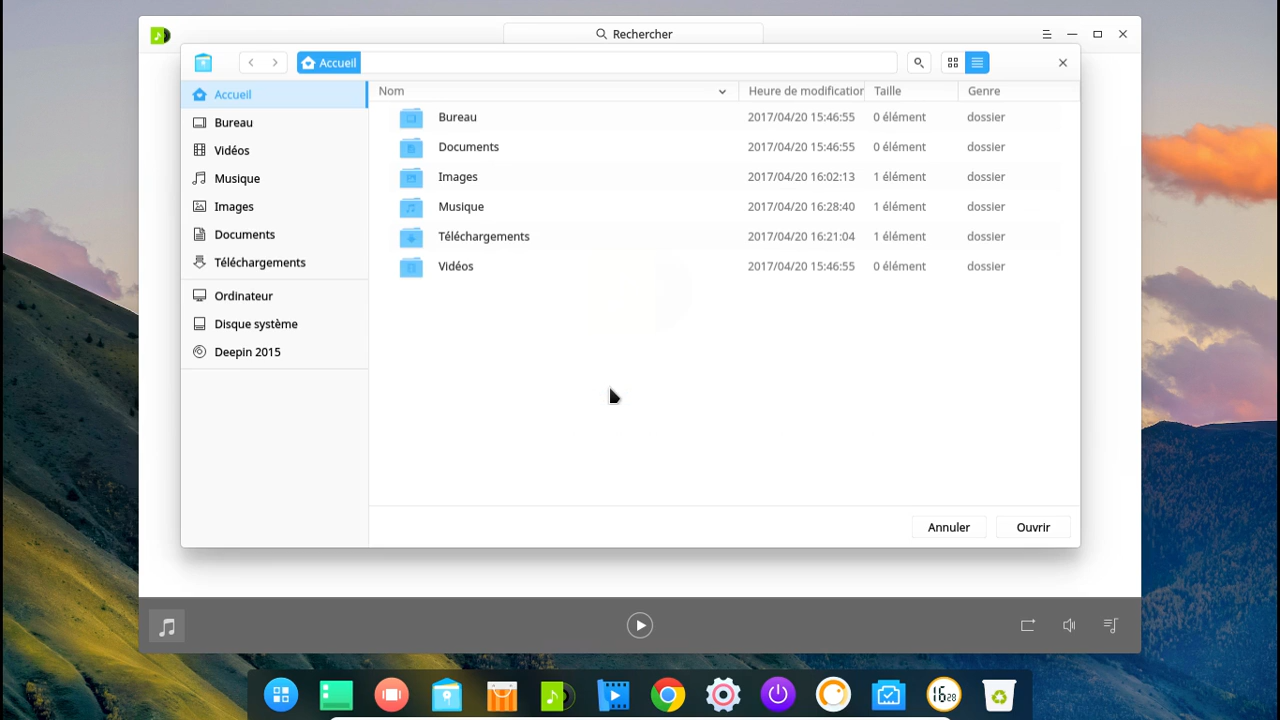 Rechercher
Accueil
Accueil
Bureau
Vidéos
Musique
Images
Documents
Téléchargements
Ordinateur
Disque système
Deepin 2015
Nom Heure de modification Taille Genre
Bureau 2017/04/20 15:46:55 0 élément dossier
Documents 2017/04/20 15:46:55 0 élément dossier
Images 2017/04/20 16:02:13 1 élément dossier
Musique 2017/04/20 16:28:40 1 élément dossier
Téléchargements 2017/04/20 16:21:04 1 élément dossier
Vidéos 2017/04/20 15:46:55 0 élément dossier
Annuler Ouvrir
16 28